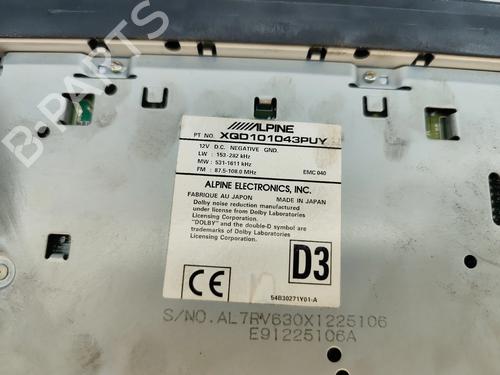 B-PARTS
ALPINE
PT NO. XQD101043PUY
12V D.C. NEGATIVE GND.
LW : 153-282 kHz
MW : 531-1611 kHz EMC 040
FM : 87.5-108.0 MHz
ALPINE ELECTRONICS, INC.
FABRIQUE AU JAPON MADE IN JAPAN
Dolby noise reduction manufactured
under license from Dolby Laboratories
Licensing Corporation.
"DOLBY" and the double-D symbol are
trademarks of Dolby Laboratories
Licensing Corporation.
CE
D3
54B30271Y01-A
S/NO.AL7RV630X1225106
E91225106A